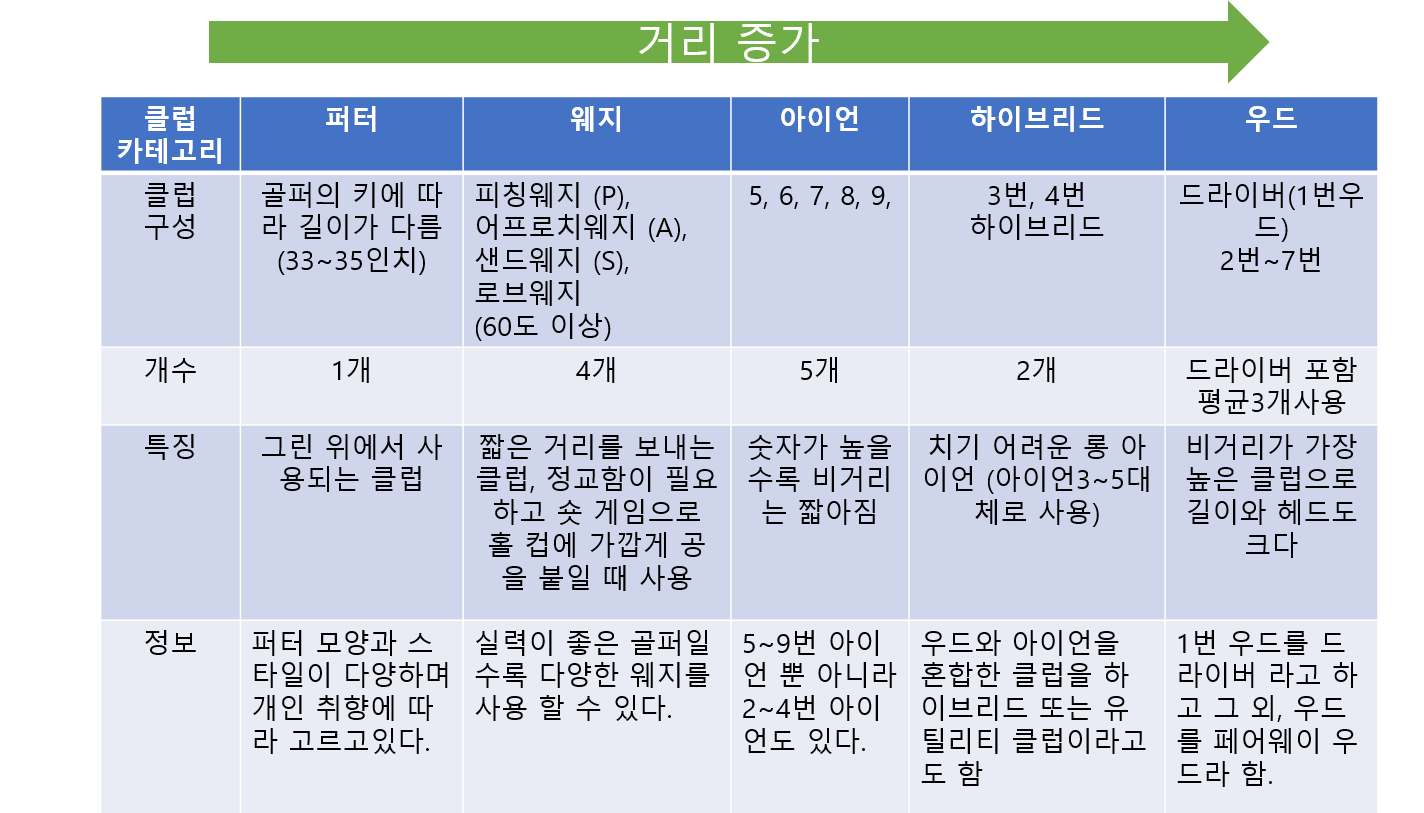 거리 증가
클럽
카테고리
퍼터
웨지
아이언
하이브리드
우드
클럽
구성
골퍼의 키에 따
라 길이가 다름
(33~35인치)
피칭웨지 (P),
어프로치웨지 (A),
샌드웨지 (S),
로브웨지
(60도 이상)
5, 6, 7, 8, 9,
3번, 4번
하이브리드
드라이버(1번우
드)
2번~7번
개수
1개
4개
5개
2개
드라이버 포함
평균3개사용
특징
그린 위에서 사
용되는 클럽
짧은 거리를 보내는
클럽, 정교함이 필요
하고 숏 게임으로
홀 컵에 가깝게 공
을 붙일 때 사용
숫자가 높을
수록 비거리
는 짧아짐
치기 어려운 롱 아
이언 (아이언3~5대
체로 사용)
비거리가 가장
높은 클럽으로
길이와 헤드도
크다
정보
퍼터 모양과 스
타일이 다양하며
개인 취향에 따
라 고르고있다.
실력이 좋은 골퍼일
수록 다양한 웨지를
사용 할 수 있다.
5~9번 아이
언 뿐 아니라
2~4번 아이
언도 있다.
우드와 아이언을
혼합한 클럽을 하
이브리드 또는 유
틸리티 클럽이라고
도 함
1번 우드를 드
라이버 라고 하
고 그 외, 우드
를 페어웨이 우
드라 함.